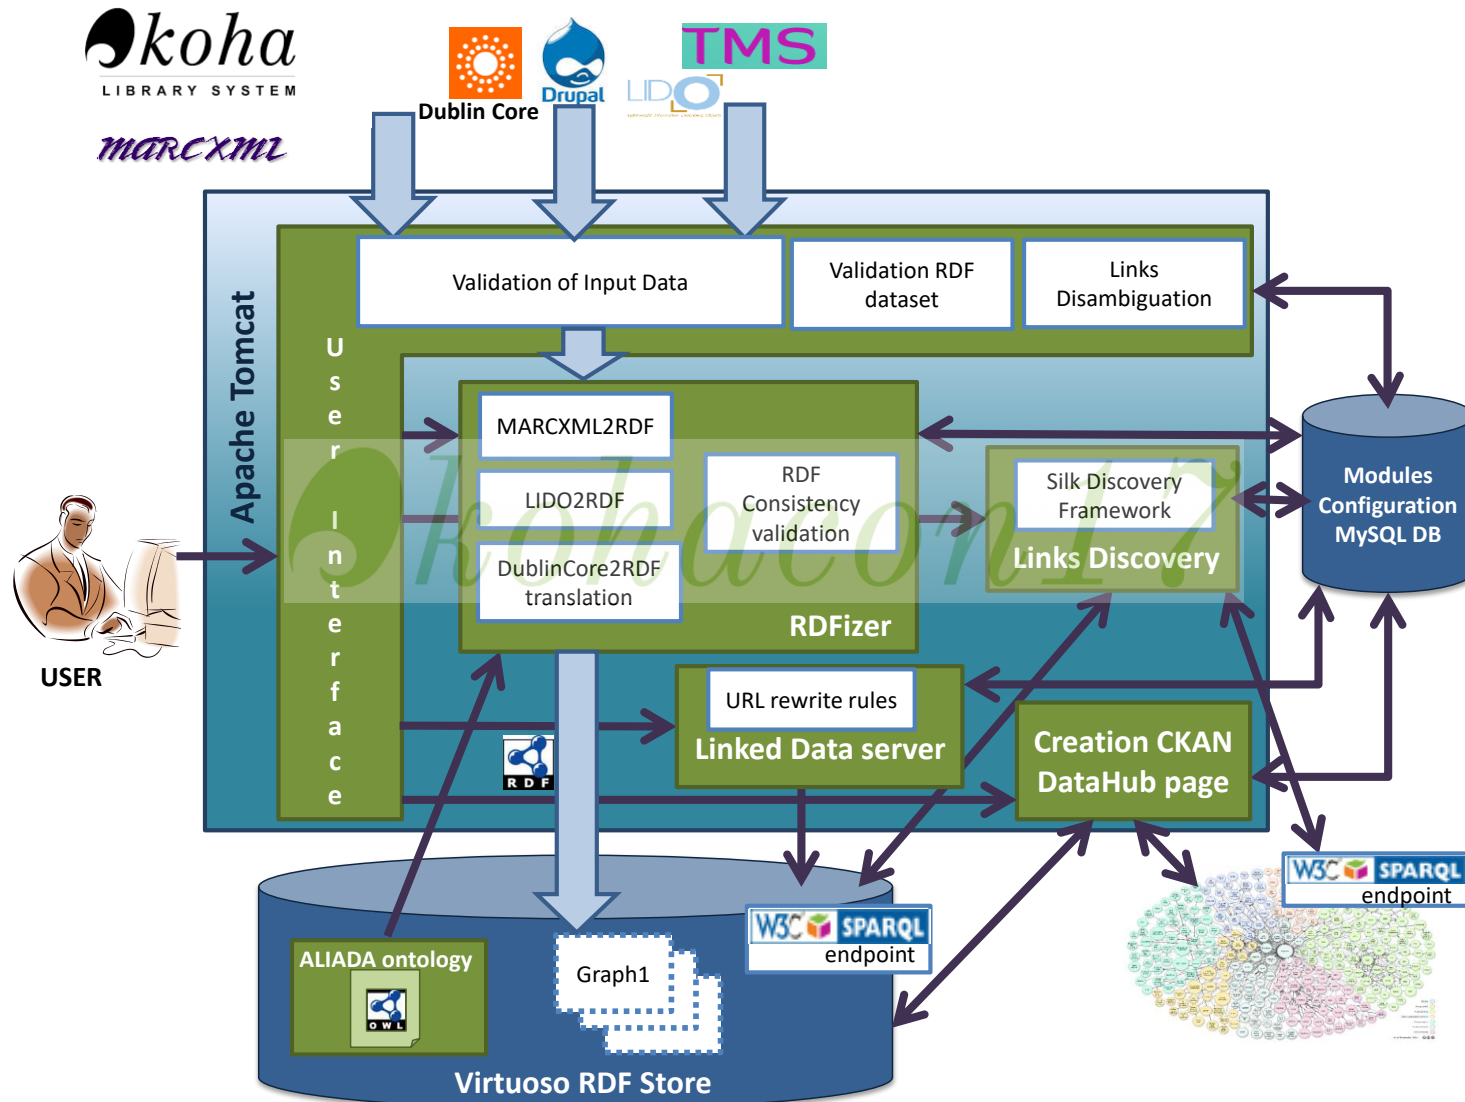 koha
LIBRARY SYSTEM
MARCXML
Dublin Core
Drupal
TMS
LIDO
Apache Tomcat
User Interface
Validation of Input Data
Validation RDF
dataset
Links
Disambiguation
MARCXML2RDF
LIDO2RDF
DublinCore2RDF
translation
RDF
Consistency
validation
RDFizer
Silk Discovery
Framework
Links Discovery
Modules
Configuration
MySQL DB
kohacon17
USER
URL rewrite rules
Linked Data server
Creation CKAN
DataHub page
RDF
W3C SPARQL
endpoint
W3C SPARQL
endpoint
ALIADA ontology
OWL
Graph1
Virtuoso RDF Store